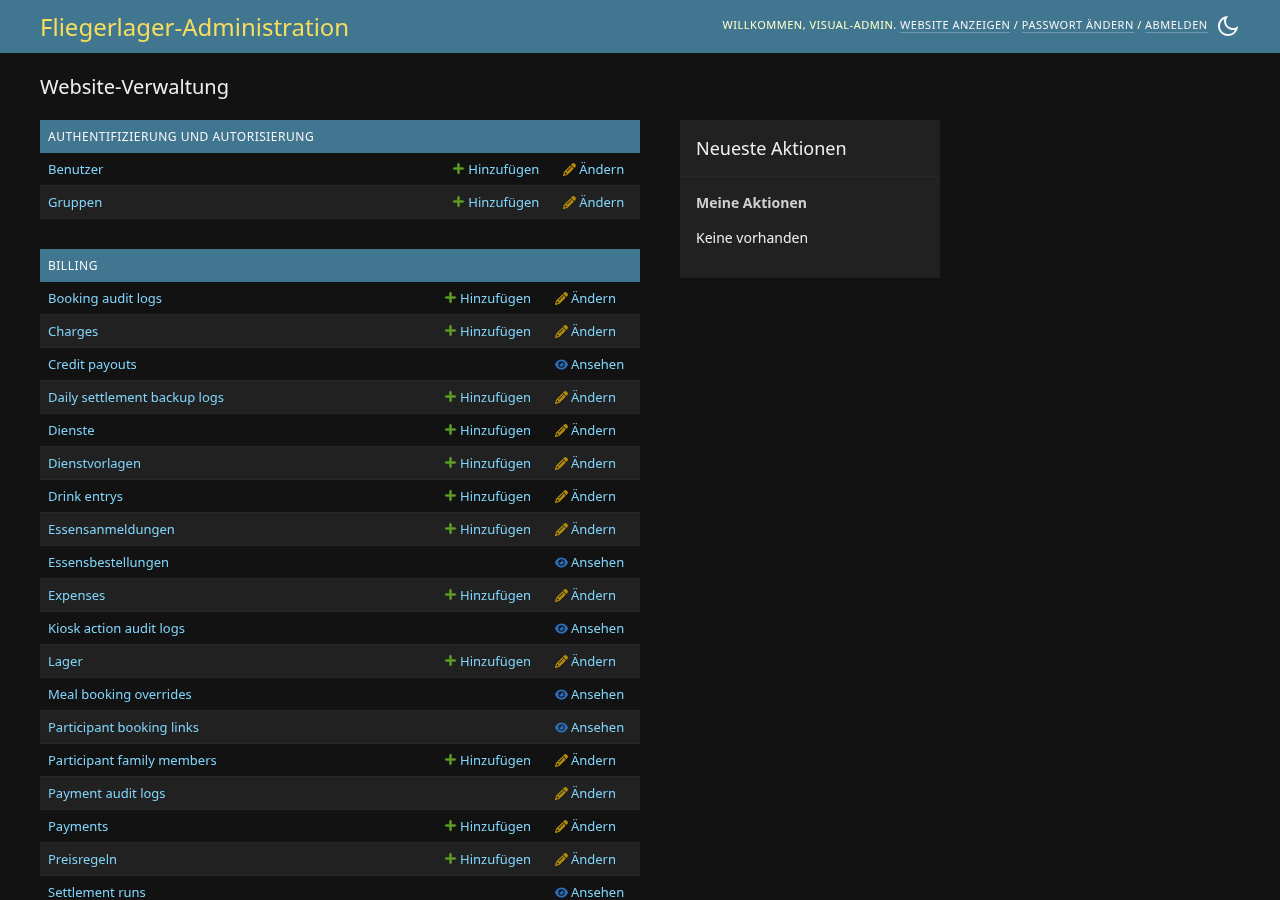 Fliegerlager-Administration
WILLKOMMEN, VISUAL-ADMIN. WEBSITE ANZEIGEN / PASSWORT ÄNDERN / ABMELDEN
Website-Verwaltung
AUTHENTIFIZIERUNG UND AUTORISIERUNG
Benutzer Hinzufügen Ändern
Gruppen Hinzufügen Ändern
BILLING
Booking audit logs Hinzufügen Ändern
Charges Hinzufügen Ändern
Credit payouts Ansehen
Daily settlement backup logs Hinzufügen Ändern
Dienste Hinzufügen Ändern
Dienstvorlagen Hinzufügen Ändern
Drink entrys Hinzufügen Ändern
Essensanmeldungen Hinzufügen Ändern
Essensbestellungen Ansehen
Expenses Hinzufügen Ändern
Kiosk action audit logs Ansehen
Lager Hinzufügen Ändern
Meal booking overrides Ansehen
Participant booking links Ansehen
Participant family members Hinzufügen Ändern
Payment audit logs Ändern
Payments Hinzufügen Ändern
Preisregeln Hinzufügen Ändern
Settlement runs Ansehen
Neueste Aktionen
Meine Aktionen
Keine vorhanden